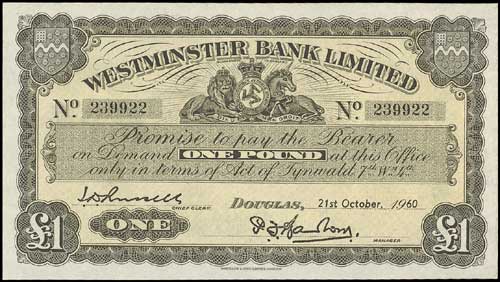 WESTMINSTER BANK LIMITED
No. 239922 No. 239922
Promise to pay the Bearer
on Demand ONE POUND at this Office
only in terms of Act of Tynwald 7th Wm 4th
CHIEF CLERK DOUGLAS, 21st October, 1960
£1 ONE MANAGER £1